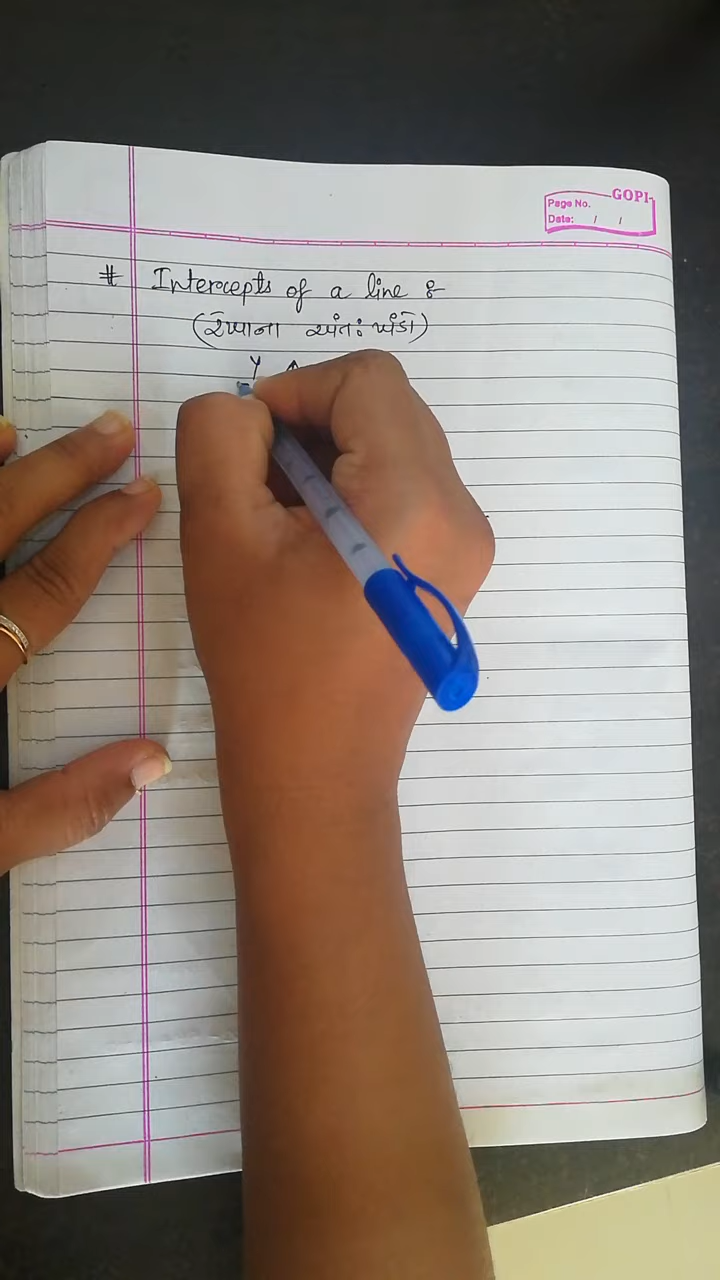 GOPI
Page No.
Date: / /
# Intercepts of a line :
(રેખાના અંતઃખંડો)
Y